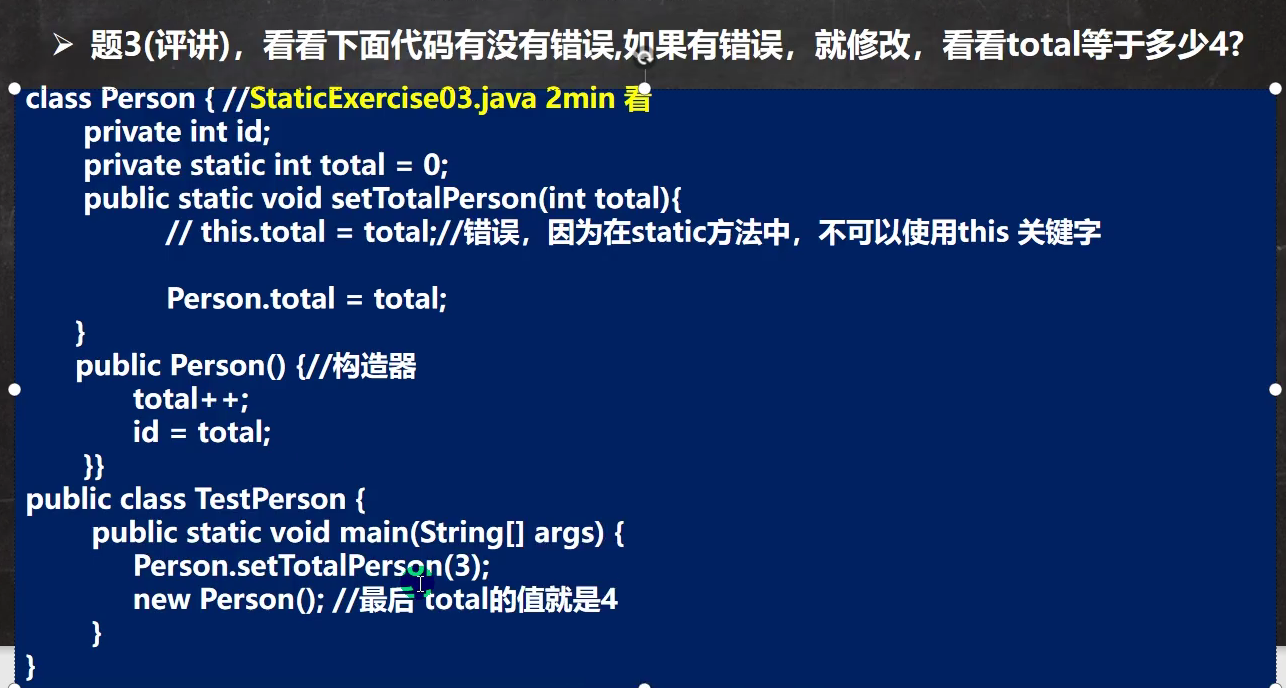 ➢ 题3(评讲)，看看下面代码有没有错误,如果有错误，就修改，看看total等于多少4?
class Person { //StaticExercise03.java 2min 看
private int id;
private static int total = 0;
public static void setTotalPerson(int total){
// this.total = total;//错误，因为在static方法中，不可以使用this 关键字
Person.total = total;
}
public Person() {//构造器
total++;
id = total;
}}
public class TestPerson {
public static void main(String[] args) {
Person.setTotalPerson(3);
new Person(); //最后 total的值就是4
}
}